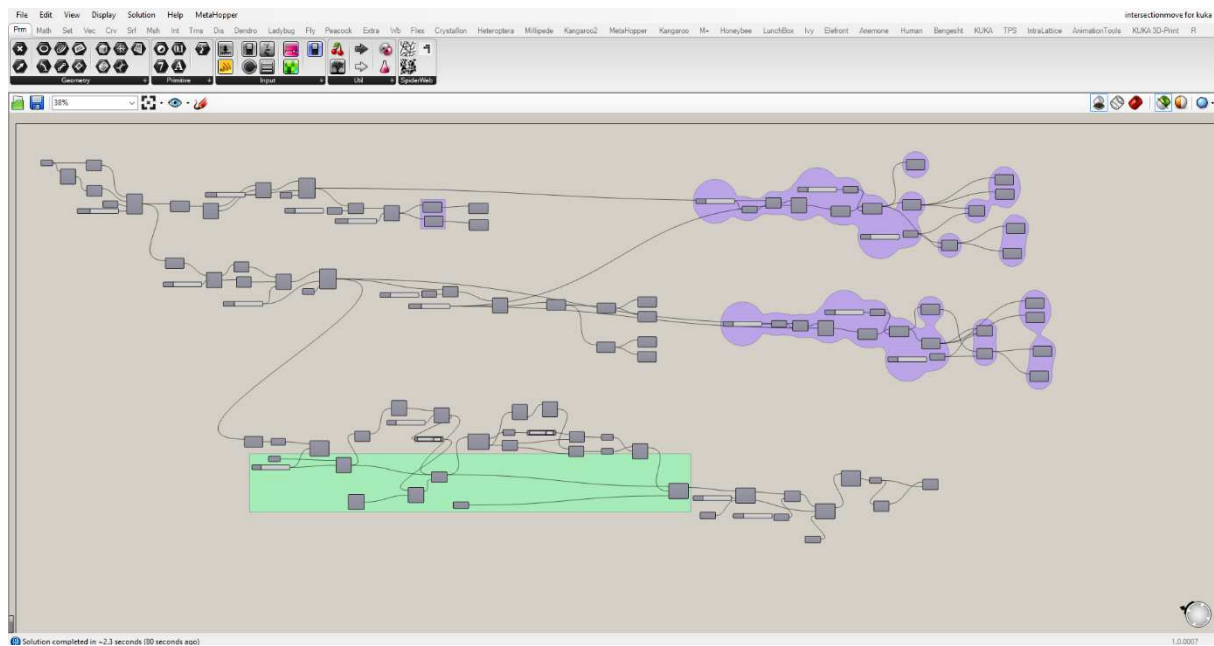 File Edit View Display Solution Help MetaHopper
intersectionmove for kuka
Prm Math Set Vec Crv Srf Msh Int Trns Dis Dendro Ladybug Fly Peacock Extra Wb Flex Crystallon Heteroptera Millipede Kangaroo2 MetaHopper Kangaroo M+ Honeybee LunchBox Ivy Elefront Anemone Human Bengesht KUKA TPS IntraLattice AnimationTools KUKA 3D-Print R
Geometry Primitive Input Util SpiderWeb
38%
Solution completed in ~2.3 seconds (80 seconds ago)
1.0.0007